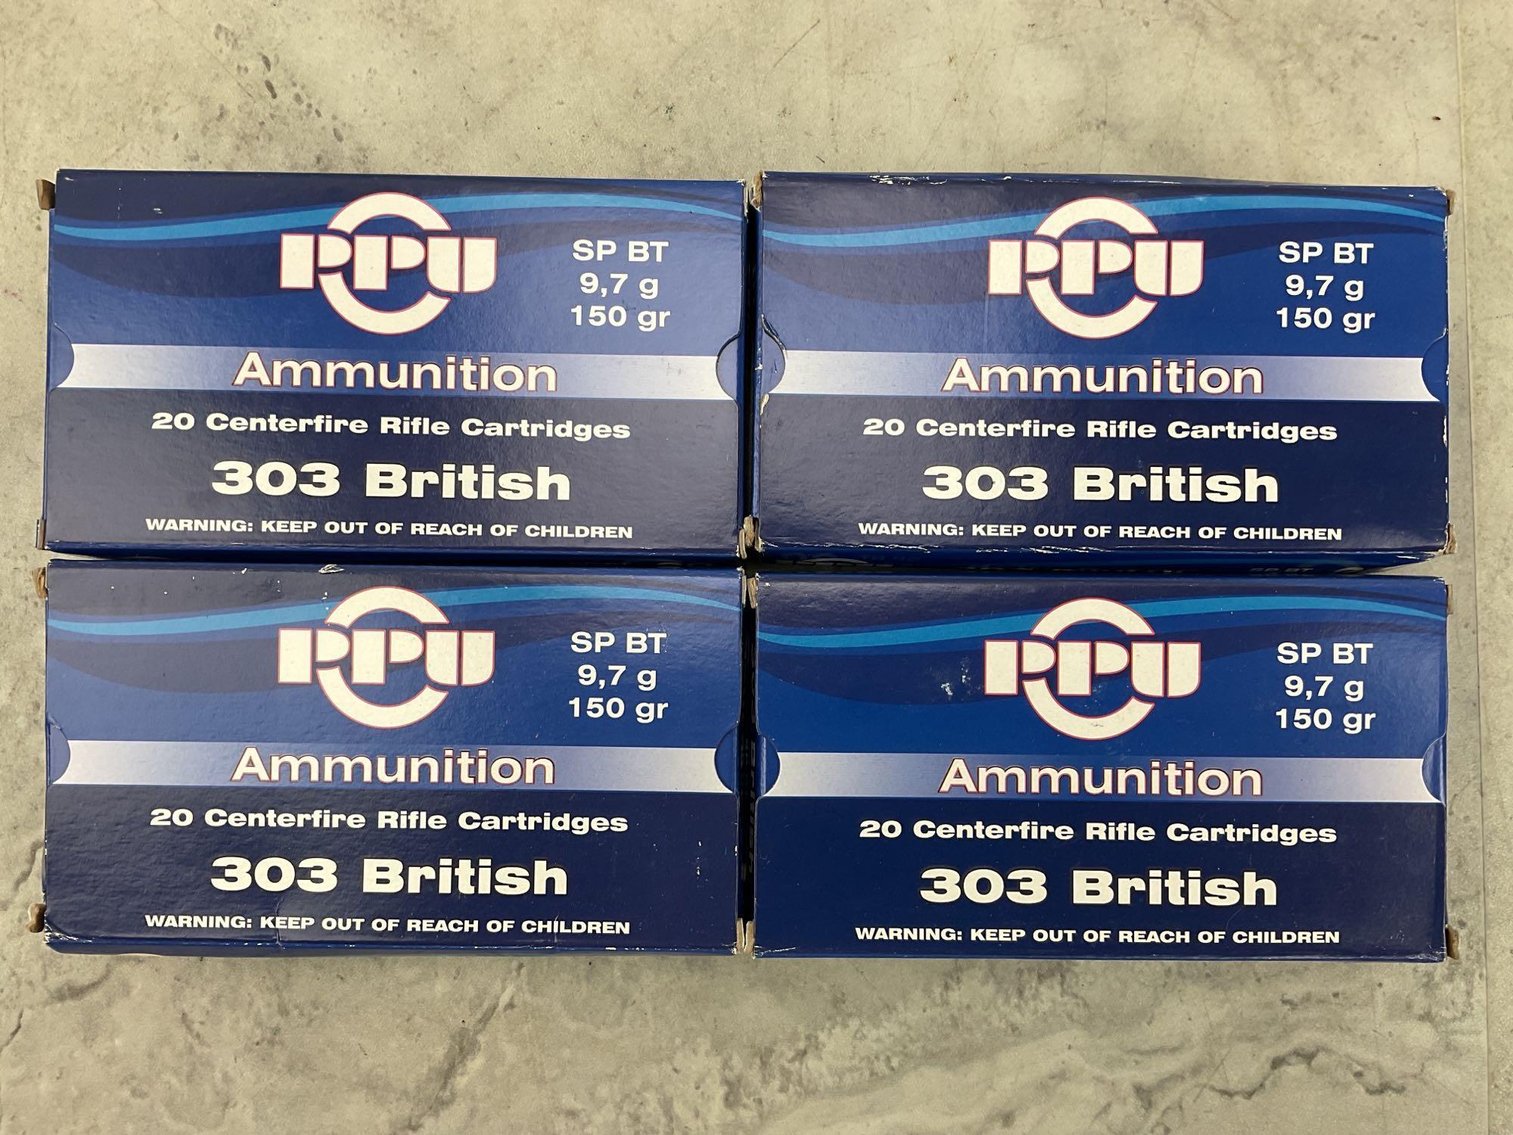 PPU
SP BT
9,7 g
150 gr
Ammunition
20 Centerfire Rifle Cartridges
303 British
WARNING: KEEP OUT OF REACH OF CHILDREN
PPU
SP BT
9,7 g
150 gr
Ammunition
20 Centerfire Rifle Cartridges
303 British
WARNING: KEEP OUT OF REACH OF CHILDREN
PPU
SP BT
9,7 g
150 gr
Ammunition
20 Centerfire Rifle Cartridges
303 British
WARNING: KEEP OUT OF REACH OF CHILDREN
PPU
SP BT
9,7 g
150 gr
Ammunition
20 Centerfire Rifle Cartridges
303 British
WARNING: KEEP OUT OF REACH OF CHILDREN